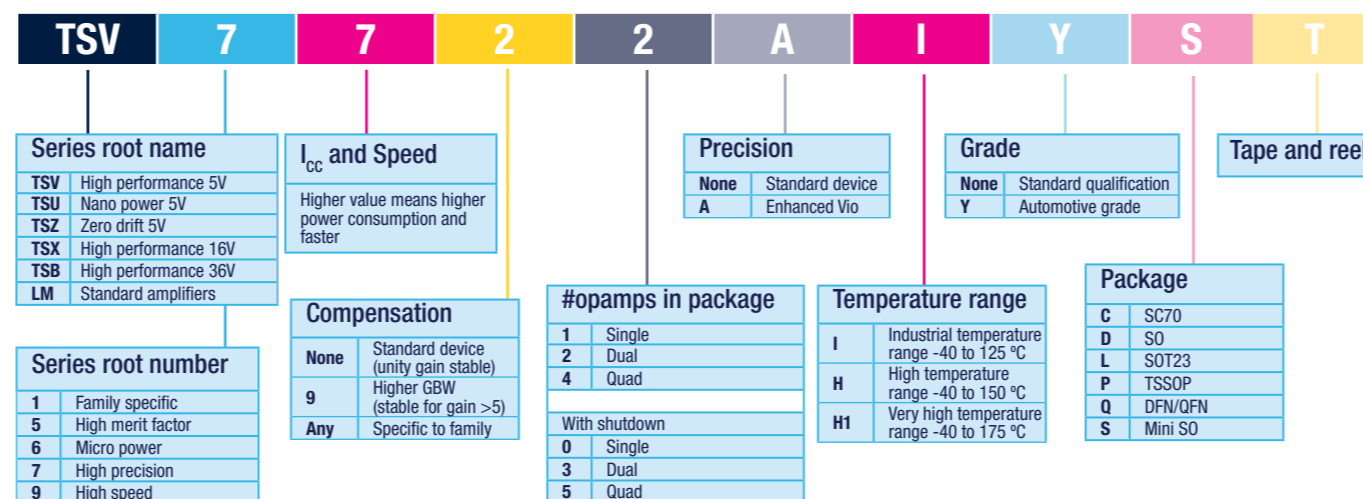 TSV 7 7 2 2 A I Y S T
Series root name
TSV High performance 5V
TSU Nano power 5V
TSZ Zero drift 5V
TSX High performance 16V
TSB High performance 36V
LM Standard amplifiers
Series root number
1 Family specific
5 High merit factor
6 Micro power
7 High precision
9 High speed
Icc and Speed
Higher value means higher
power consumption and
faster
Compensation
None Standard device
(unity gain stable)
9 Higher GBW
(stable for gain >5)
Any Specific to family
#opamps in package
1 Single
2 Dual
4 Quad
With shutdown
0 Single
3 Dual
5 Quad
Precision
None Standard device
A Enhanced Vio
Temperature range
I Industrial temperature
range -40 to 125 ºC
H High temperature
range -40 to 150 ºC
H1 Very high temperature
range -40 to 175 ºC
Grade
None Standard qualification
Y Automotive grade
Package
C SC70
D SO
L SOT23
P TSSOP
Q DFN/QFN
S Mini SO
Tape and reel